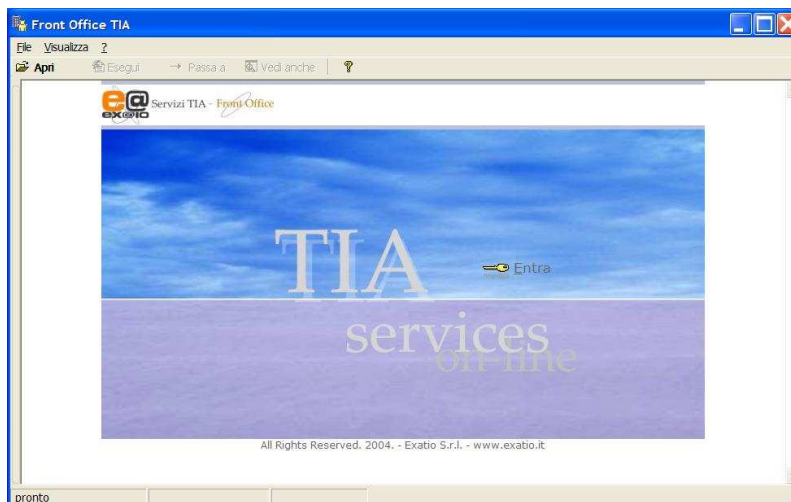 Front Office TIA
File Visualizza ?
Apri Esegui Passa a Vedi anche
e@ exatio Servizi TIA - Front Office
TIA
Entra
services
on-line
All Rights Reserved. 2004. - Exatio S.r.l. - www.exatio.it
pronto